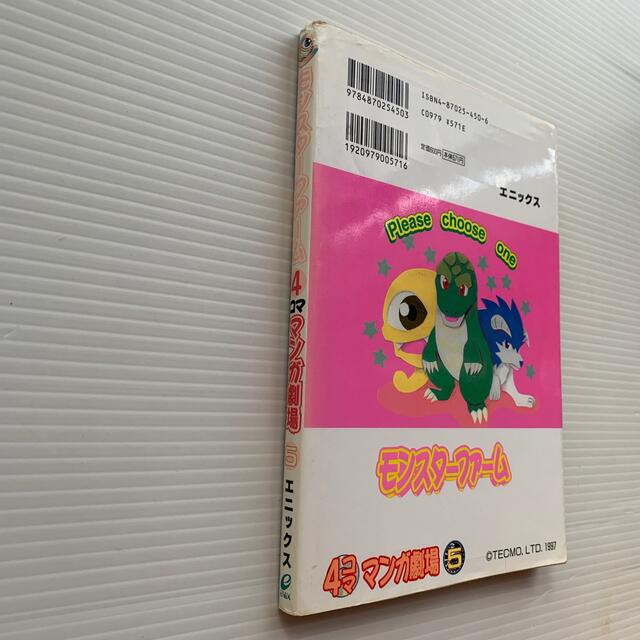 モンスターファーム
4コママンガ劇場
5
エニックス
ENIX
9784870254503
1920979005716
ISBN4-87025-450-6
C0979 ¥571E
定価600円 本体571円
エニックス
Please choose one
モンスターファーム
4コママンガ劇場 5
©TECMO, LTD. 1997